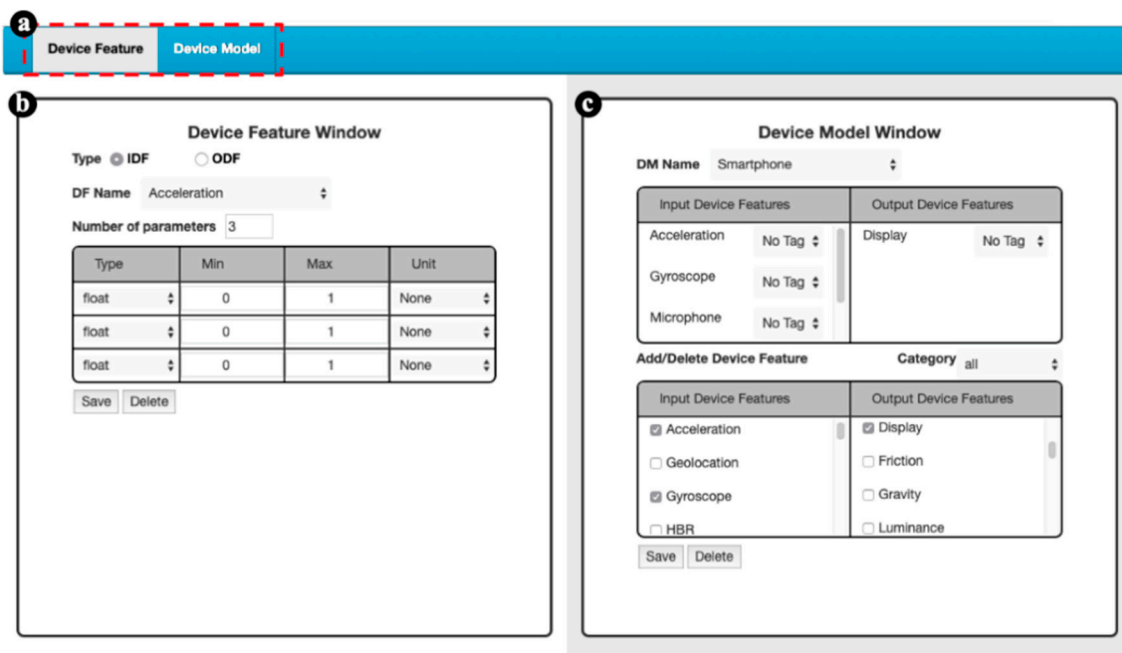 a
Device Feature Device Model
b
Device Feature Window
Type IDF ODF
DF Name Acceleration
Number of parameters 3
Type Min Max Unit
float 0 1 None
float 0 1 None
float 0 1 None
Save Delete
c
Device Model Window
DM Name Smartphone
Input Device Features Output Device Features
Acceleration No Tag Display No Tag
Gyroscope No Tag
Microphone No Tag
Add/Delete Device Feature Category all
Input Device Features Output Device Features
Acceleration Display
Geolocation Friction
Gyroscope Gravity
HBR Luminance
Save Delete